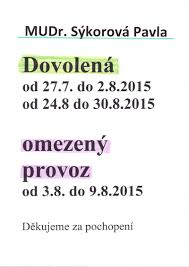 MUDr. Sýkorová Pavla
Dovolená
od 27.7. do 2.8.2015
od 24.8 do 30.8.2015
omezený
provoz
od 3.8. do 9.8.2015
Děkujeme za pochopení